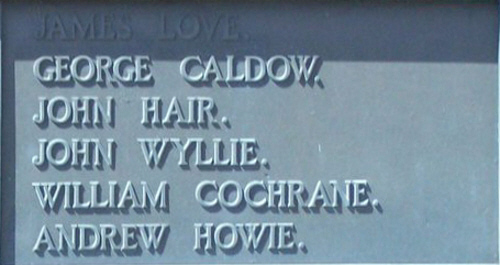 JAMES LOVE.
GEORGE CALDOW.
JOHN HAIR.
JOHN WYLLIE.
WILLIAM COCHRANE.
ANDREW HOWIE.